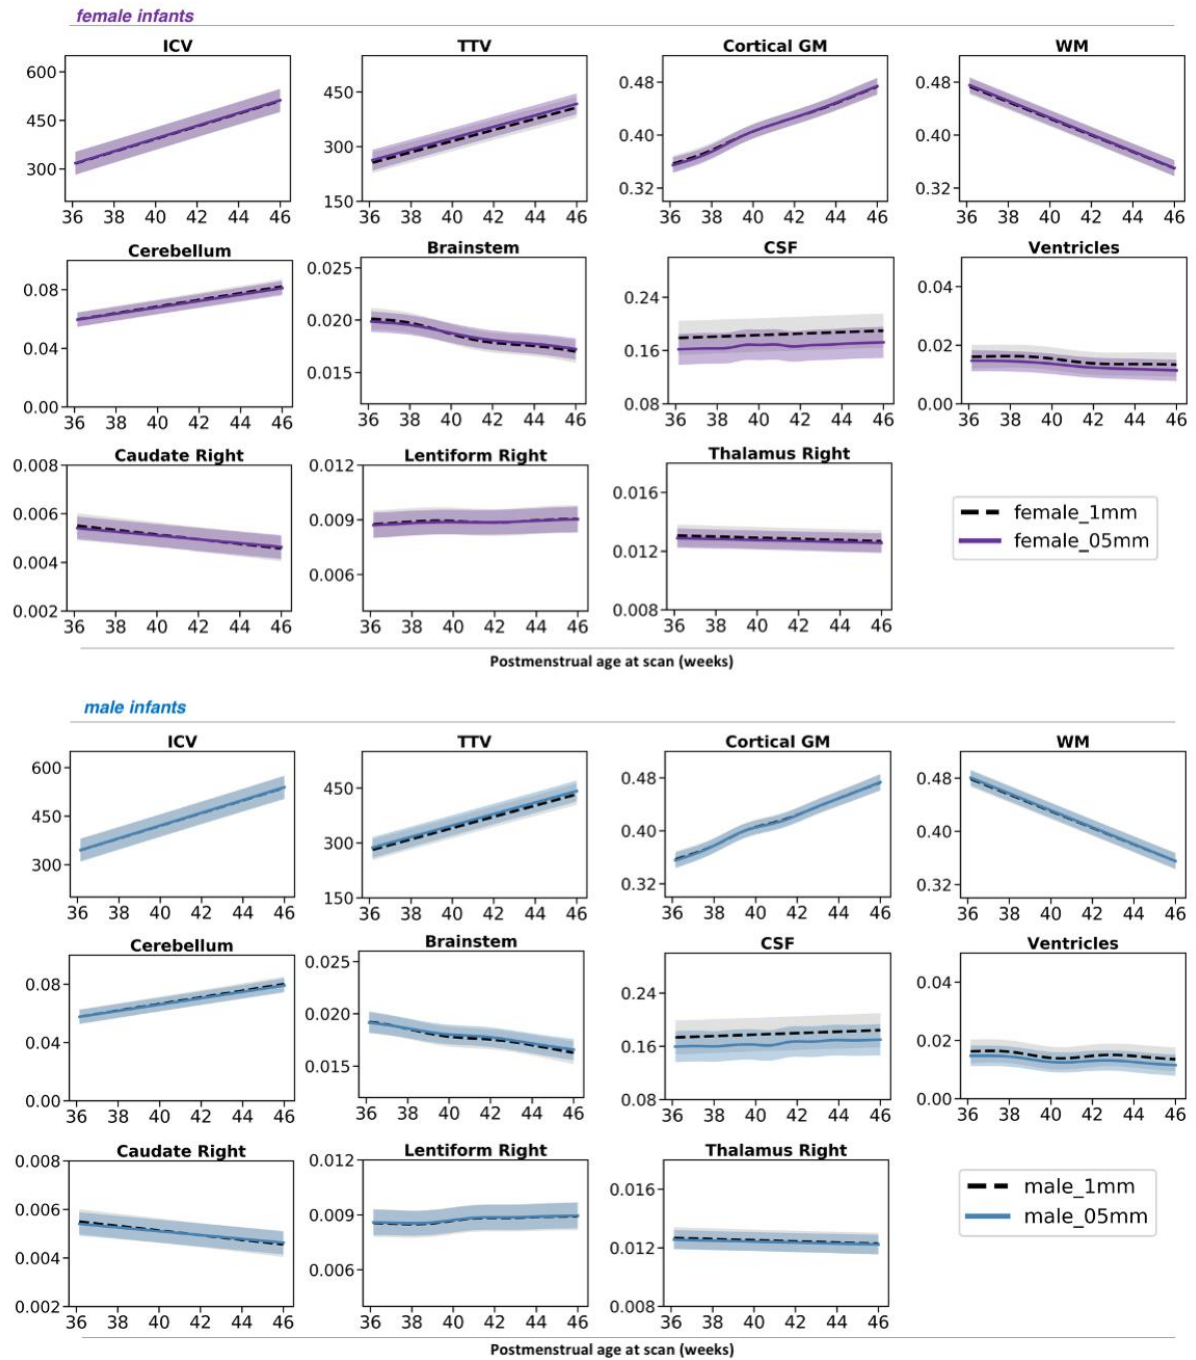 female infants
ICV TTV Cortical GM WM
600 450 300
450 300 150
0.48 0.40 0.32
0.48 0.40 0.32
36 38 40 42 44 46 36 38 40 42 44 46 36 38 40 42 44 46 36 38 40 42 44 46
Cerebellum Brainstem CSF Ventricles
0.08 0.04 0.00
0.025 0.020 0.015
0.24 0.16 0.08
0.04 0.02 0.00
36 38 40 42 44 46 36 38 40 42 44 46 36 38 40 42 44 46 36 38 40 42 44 46
Caudate Right Lentiform Right Thalamus Right
0.008 0.006 0.004 0.002
0.012 0.009 0.006
0.016 0.012 0.008
female_1mm
female_05mm
36 38 40 42 44 46 36 38 40 42 44 46 36 38 40 42 44 46
Postmenstrual age at scan (weeks)
male infants
ICV TTV Cortical GM WM
600 450 300
450 300 150
0.48 0.40 0.32
0.48 0.40 0.32
36 38 40 42 44 46 36 38 40 42 44 46 36 38 40 42 44 46 36 38 40 42 44 46
Cerebellum Brainstem CSF Ventricles
0.08 0.04 0.00
0.025 0.020 0.015
0.24 0.16 0.08
0.04 0.02 0.00
36 38 40 42 44 46 36 38 40 42 44 46 36 38 40 42 44 46 36 38 40 42 44 46
Caudate Right Lentiform Right Thalamus Right
0.008 0.006 0.004 0.002
0.012 0.009 0.006
0.016 0.012 0.008
male_1mm
male_05mm
36 38 40 42 44 46 36 38 40 42 44 46 36 38 40 42 44 46
Postmenstrual age at scan (weeks)